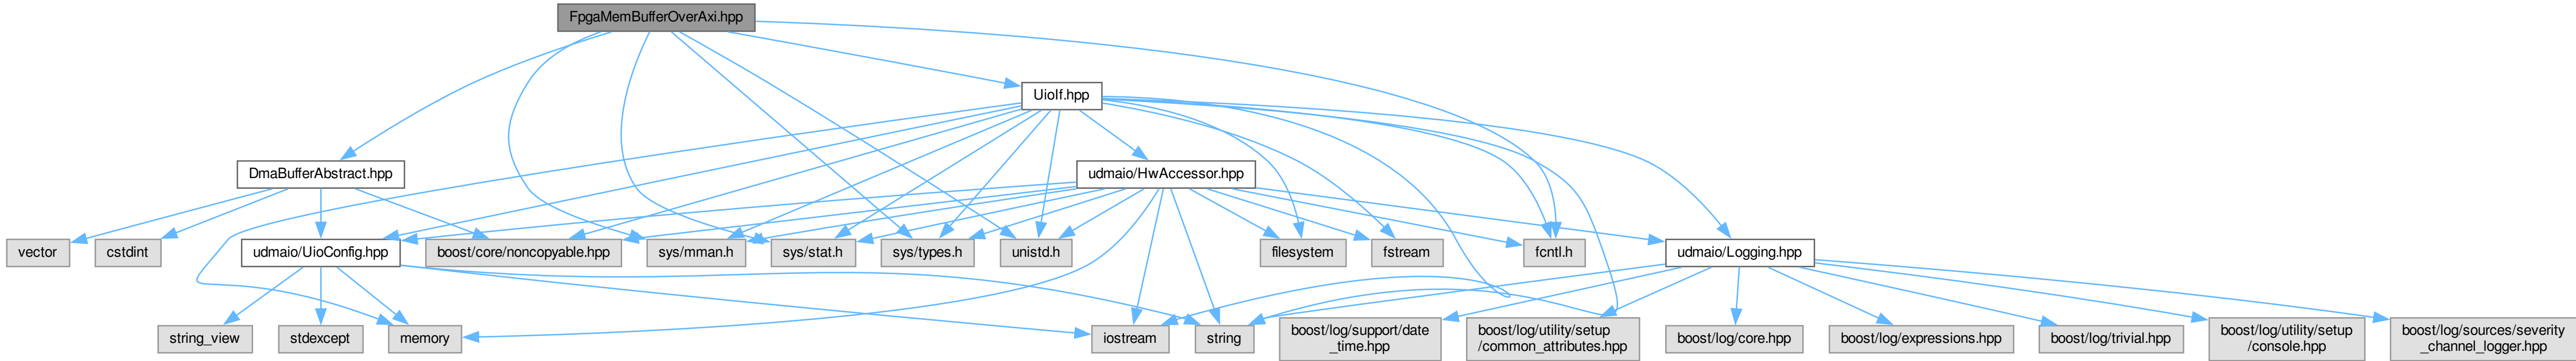 FpgaMemBufferOverAxi.hpp
UioIf.hpp
DmaBufferAbstract.hpp
udmaio/HwAccessor.hpp
vector
cstdint
udmaio/UioConfig.hpp
boost/core/noncopyable.hpp
sys/mman.h
sys/stat.h
sys/types.h
unistd.h
filesystem
fstream
fcntl.h
udmaio/Logging.hpp
string_view
stdexcept
memory
iostream
string
boost/log/support/date
_time.hpp
boost/log/utility/setup
/common_attributes.hpp
boost/log/core.hpp
boost/log/expressions.hpp
boost/log/trivial.hpp
boost/log/utility/setup
/console.hpp
boost/log/sources/severity
_channel_logger.hpp